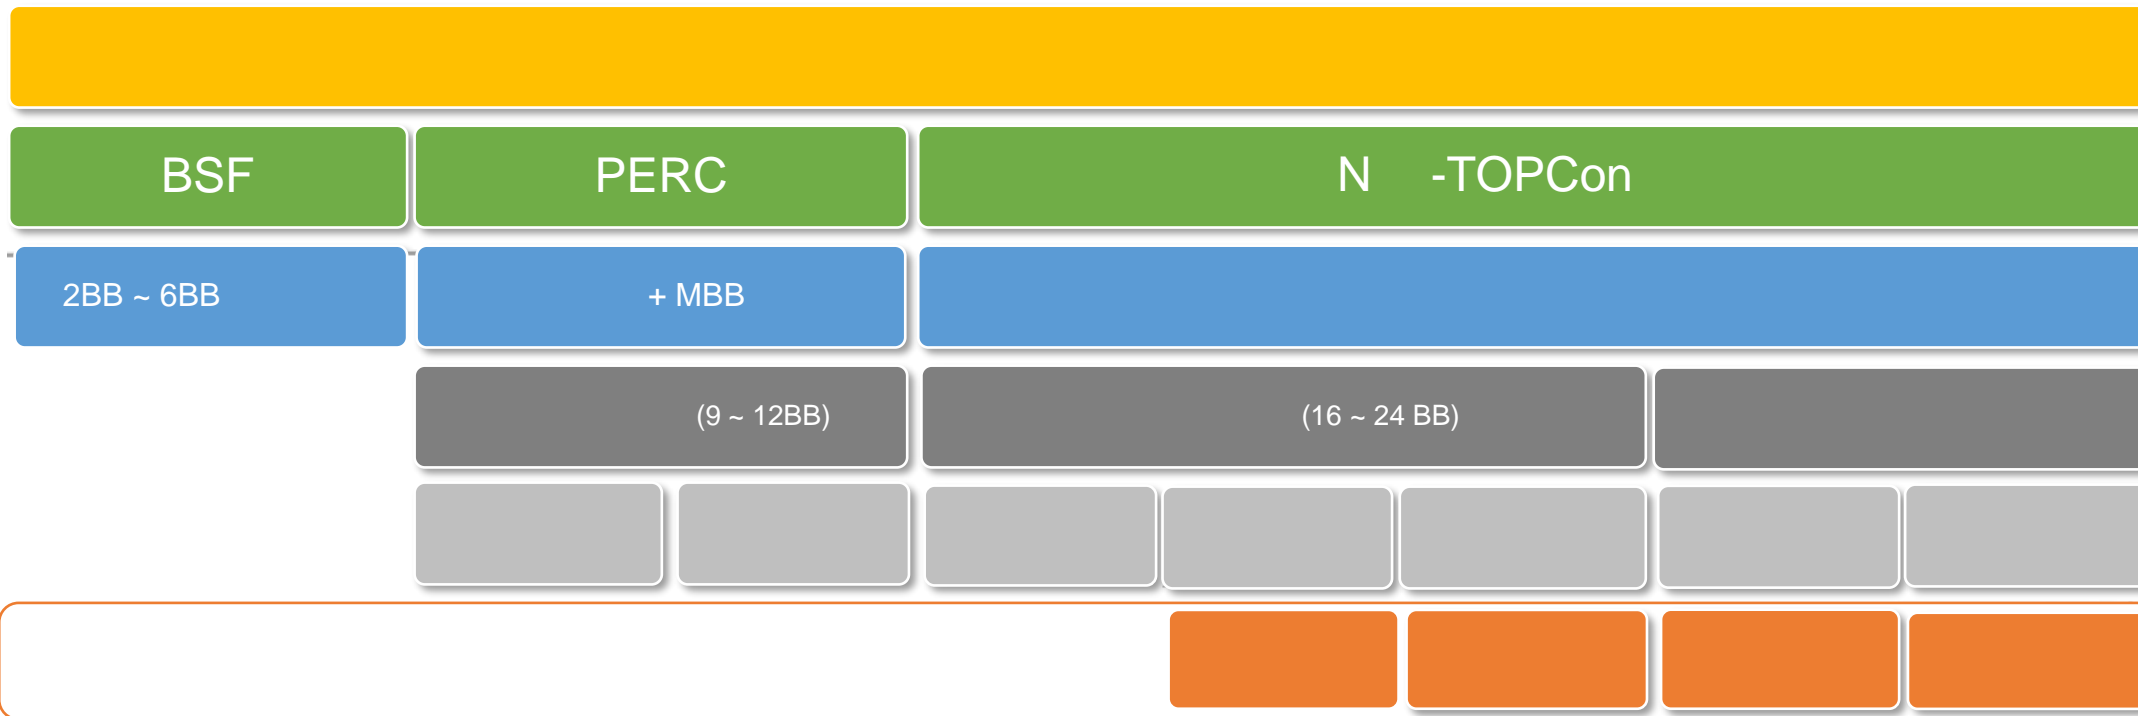 BSF PERC N -TOPCon
2BB ~ 6BB + MBB
(9 ~ 12BB) (16 ~ 24 BB)